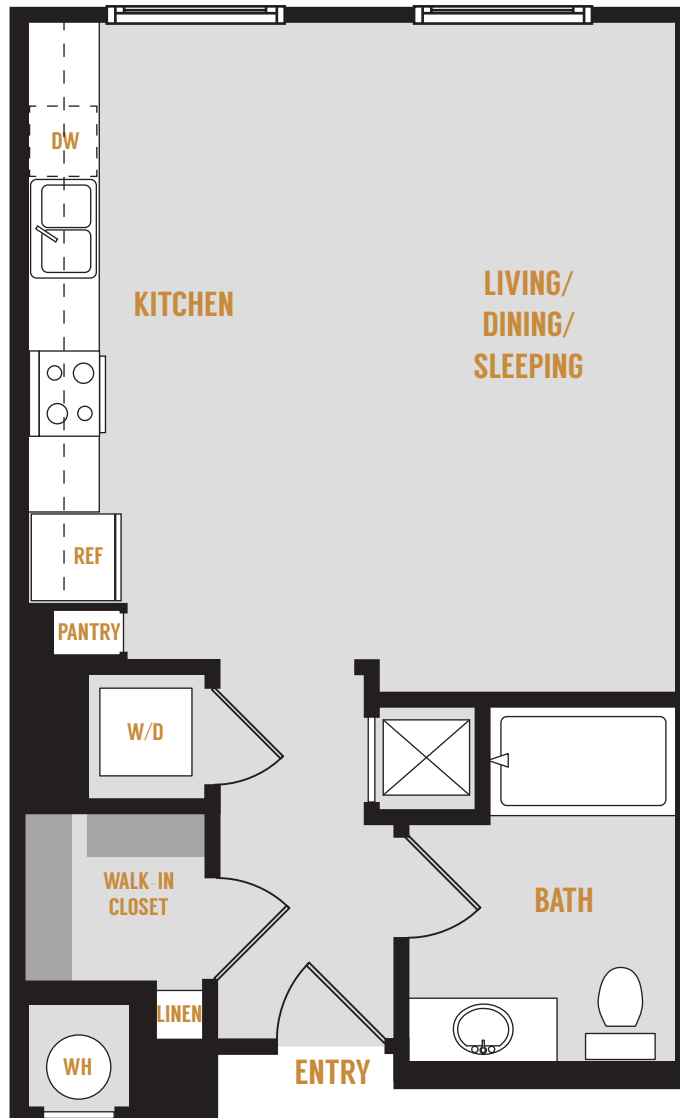 DW
KITCHEN
LIVING/
DINING/
SLEEPING
REF
PANTRY
W/D
WALK-IN
CLOSET
BATH
LINEN
WH
ENTRY